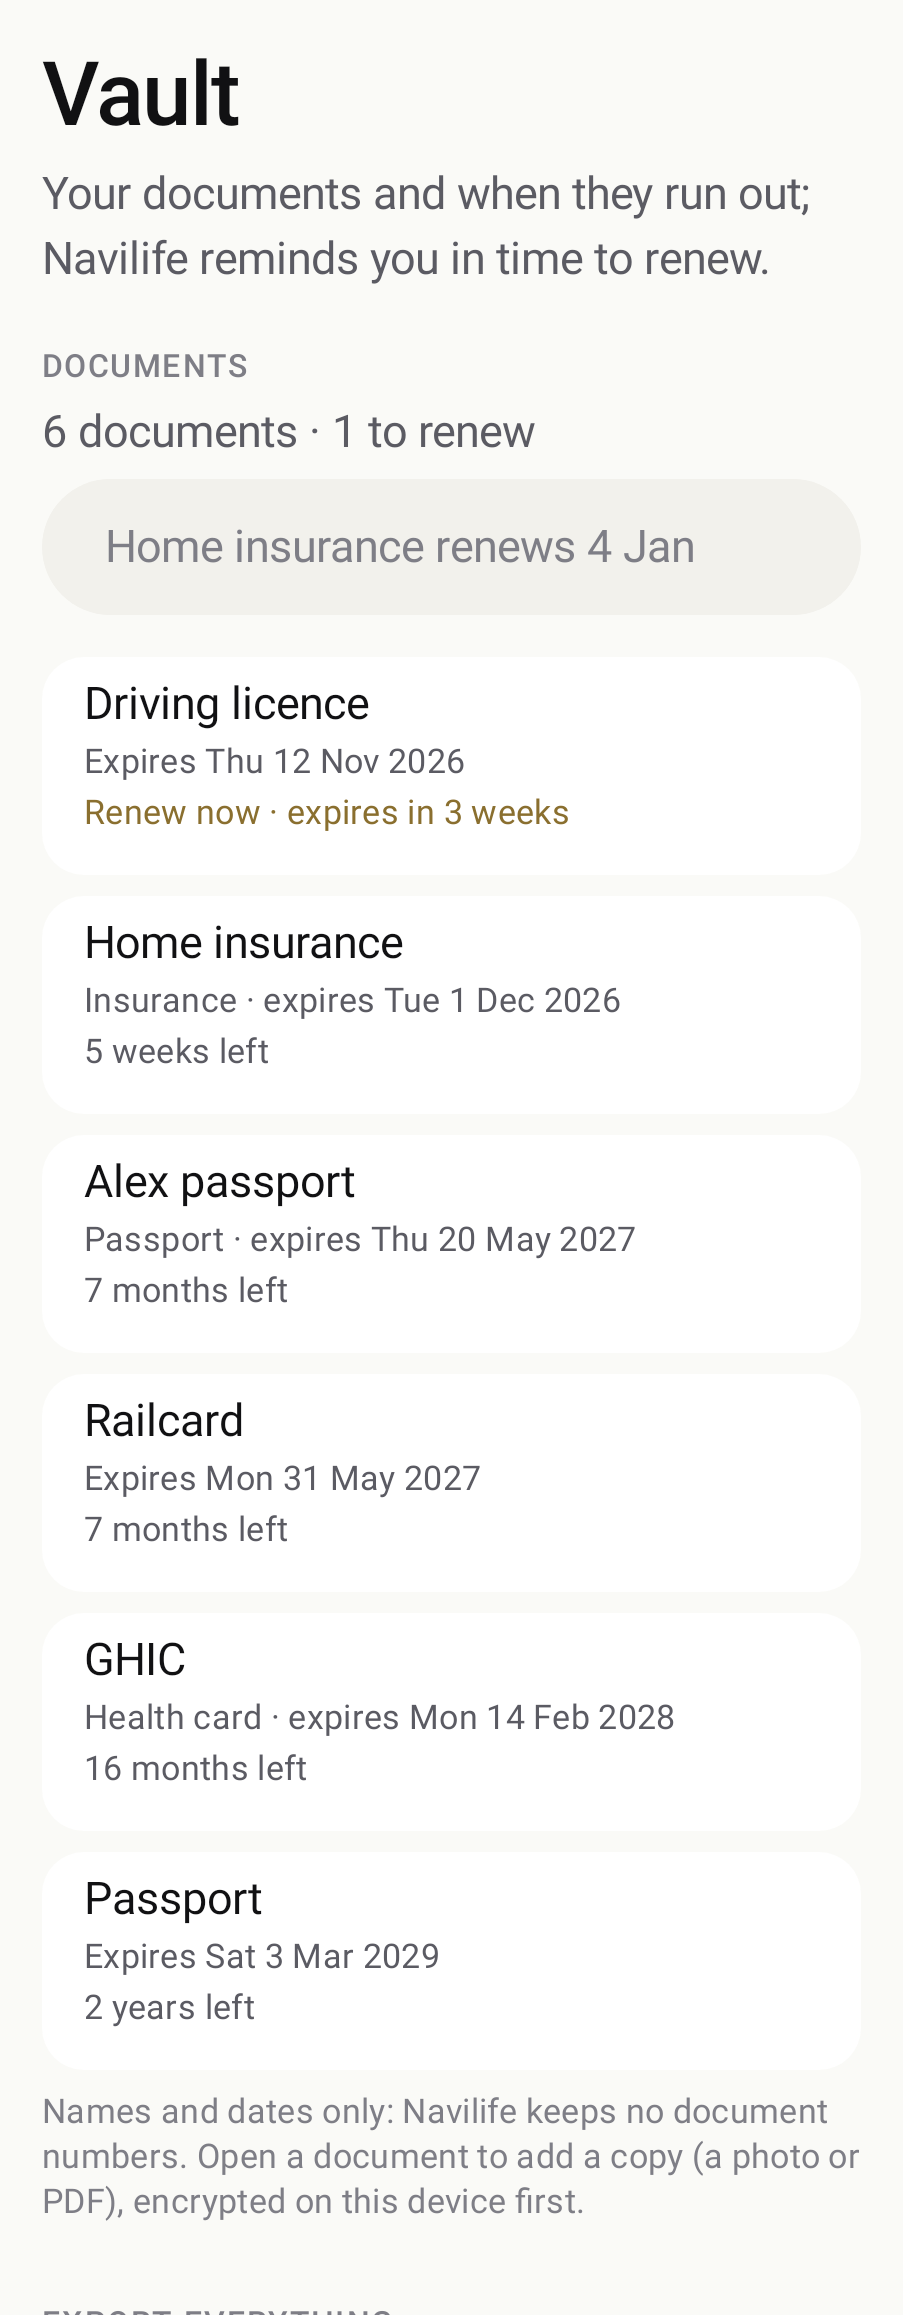 Vault
Your documents and when they run out;
Navilife reminds you in time to renew.
DOCUMENTS
6 documents · 1 to renew
Home insurance renews 4 Jan
Driving licence
Expires Thu 12 Nov 2026
Renew now · expires in 3 weeks
Home insurance
Insurance · expires Tue 1 Dec 2026
5 weeks left
Alex passport
Passport · expires Thu 20 May 2027
7 months left
Railcard
Expires Mon 31 May 2027
7 months left
GHIC
Health card · expires Mon 14 Feb 2028
16 months left
Passport
Expires Sat 3 Mar 2029
2 years left
Names and dates only: Navilife keeps no document
numbers. Open a document to add a copy (a photo or
PDF), encrypted on this device first.
EXPORT EVERYTHING